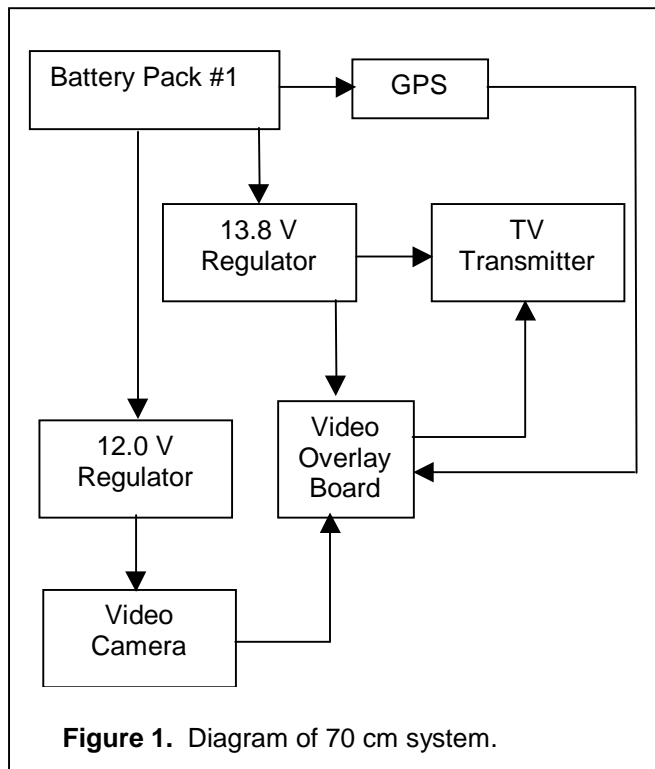 Battery Pack #1
GPS
13.8 V
Regulator
TV
Transmitter
12.0 V
Regulator
Video
Overlay
Board
Video
Camera
Figure 1. Diagram of 70 cm system.